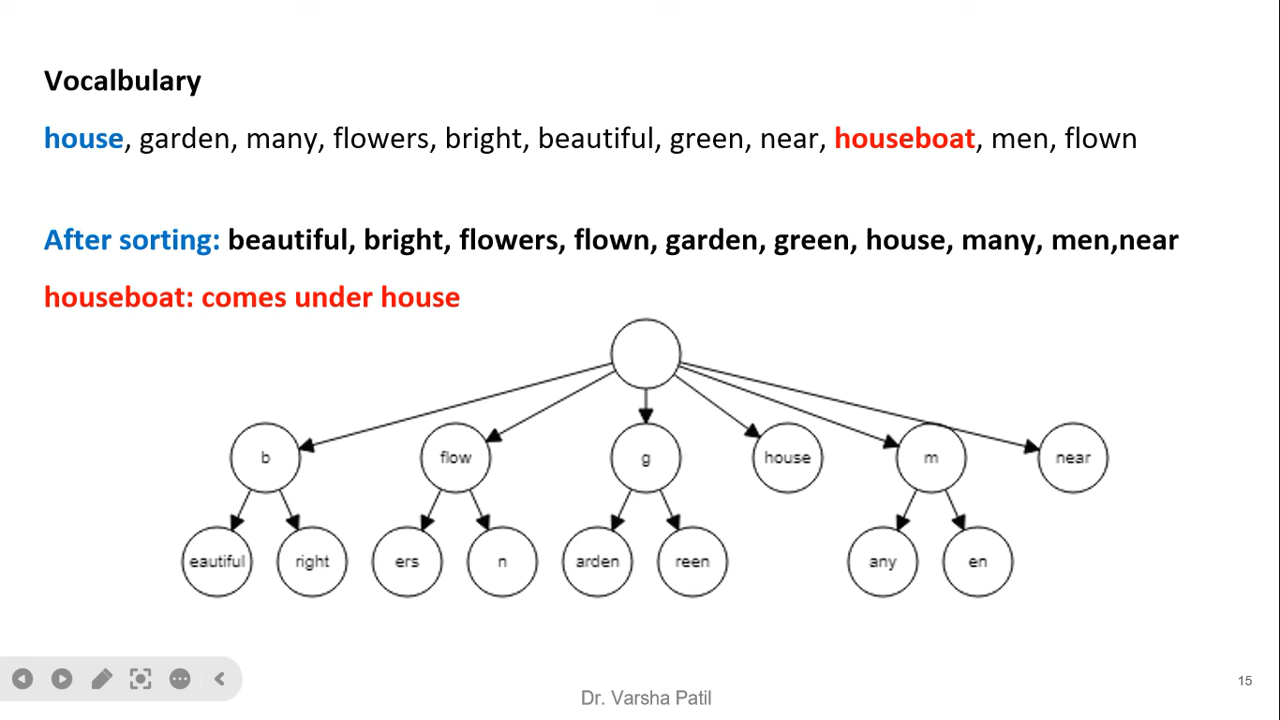 Vocalbulary
house, garden, many, flowers, bright, beautiful, green, near, houseboat, men, flown
After sorting: beautiful, bright, flowers, flown, garden, green, house, many, men,near
houseboat: comes under house
b flow g house m near
eautiful right ers n arden reen any en
15
Dr. Varsha Patil